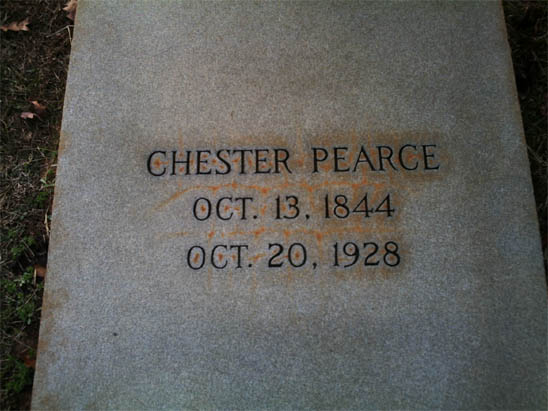 CHESTER PEARCE
OCT. 13, 1844
OCT. 20, 1928